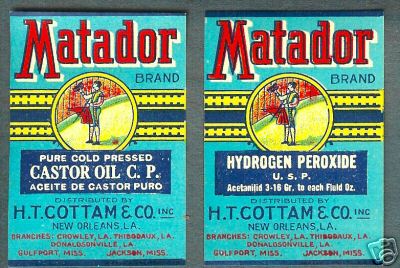 Matador
BRAND
PURE COLD PRESSED
CASTOR OIL C. P.
ACEITE DE CASTOR PURO
DISTRIBUTED BY
H.T. COTTAM & CO. INC
NEW ORLEANS, LA.
BRANCHES: CROWLEY, LA. THIBODAUX, LA.
DONALDSONVILLE, LA.
GULFPORT, MISS. JACKSON, MISS.
Matador
BRAND
HYDROGEN PEROXIDE
U. S. P.
Acetanilid 3-16 Gr. to each Fluid Oz.
DISTRIBUTED BY
H.T. COTTAM & CO. INC
NEW ORLEANS, LA.
BRANCHES: CROWLEY, LA. THIBODAUX, LA.
DONALDSONVILLE, LA.
GULFPORT, MISS. JACKSON, MISS.